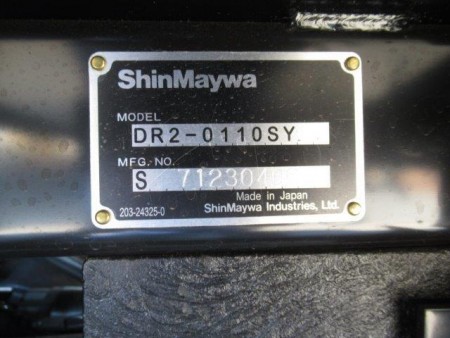 ShinMaywa
MODEL
DR2-0110SY
MFG. NO.
S 712304
Made in Japan
203-24325-0 ShinMaywa Industries, Ltd.